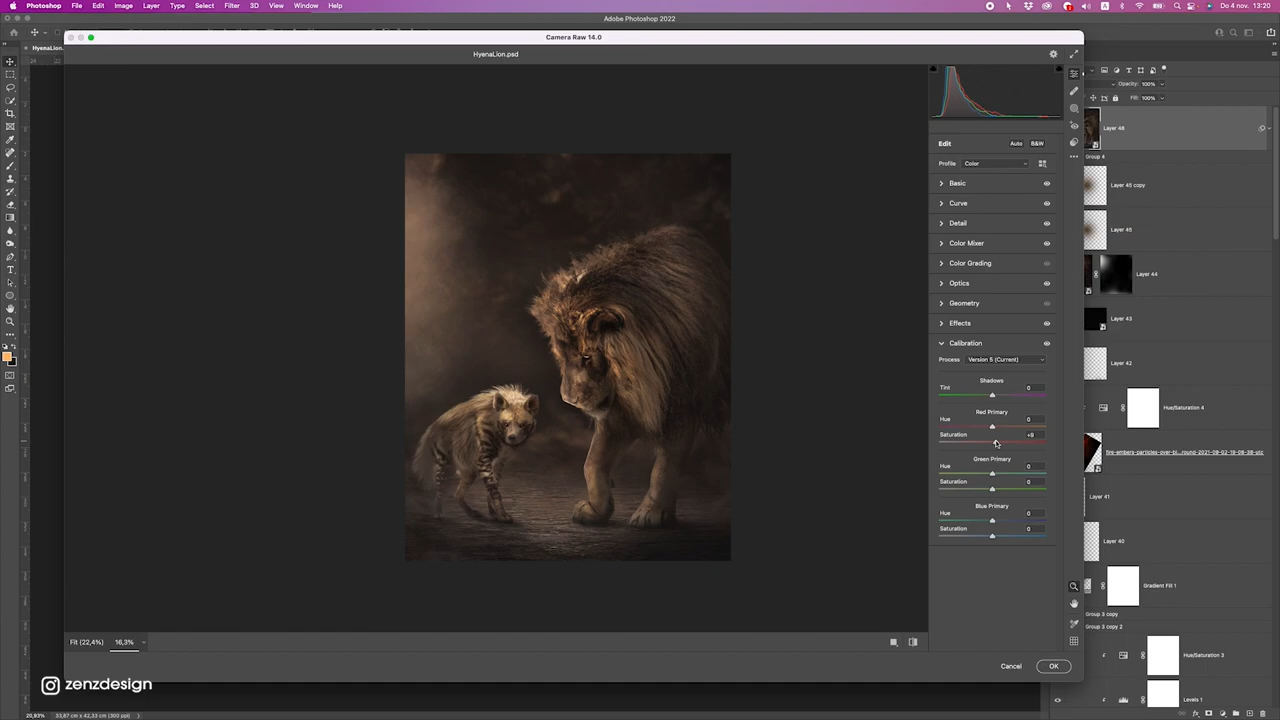 Photoshop File Edit Image Layer Type Select Filter 3D View Window Help Do 4 nov. 13:20
Adobe Photoshop 2022
Camera Raw 14.0
HyenaLion.psd
HyenaLion.ps
Opacity: 100%
Fill: 100%
Edit Auto B&W
Profile Color
Basic
Curve
Detail
Color Mixer
Color Grading
Optics
Geometry
Effects
Calibration
Process Version 5 (Current)
Shadows
Tint 0
Red Primary
Hue 0
Saturation +9
Green Primary
Hue 0
Saturation 0
Blue Primary
Hue 0
Saturation 0
Layer 48
Group 4
Layer 45 copy
Layer 45
Layer 44
Layer 43
Layer 42
Hue/Saturation 4
fire-embers-particles-over-bl...round-2021-09-02-19-08-38-utc
Layer 41
Layer 40
Gradient Fill 1
Group 3 copy
Group 3 copy 2
Hue/Saturation 3
Levels 1
Fit (22,4%) 16,3%
Cancel OK
zenzdesign
20,83% 33,87 cm x 42,33 cm (300 ppi)